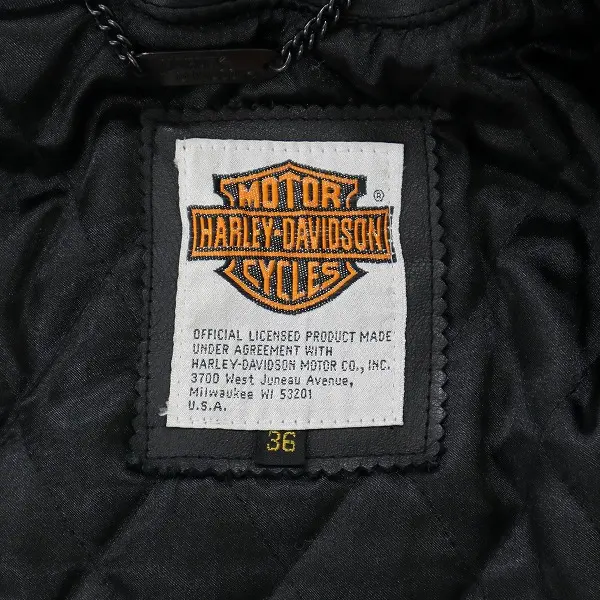 MOTOR
HARLEY-DAVIDSON
CYCLES
®
OFFICIAL LICENSED PRODUCT MADE
UNDER AGREEMENT WITH
HARLEY-DAVIDSON MOTOR CO., INC.
3700 West Juneau Avenue,
Milwaukee WI 53201
U.S.A.
36